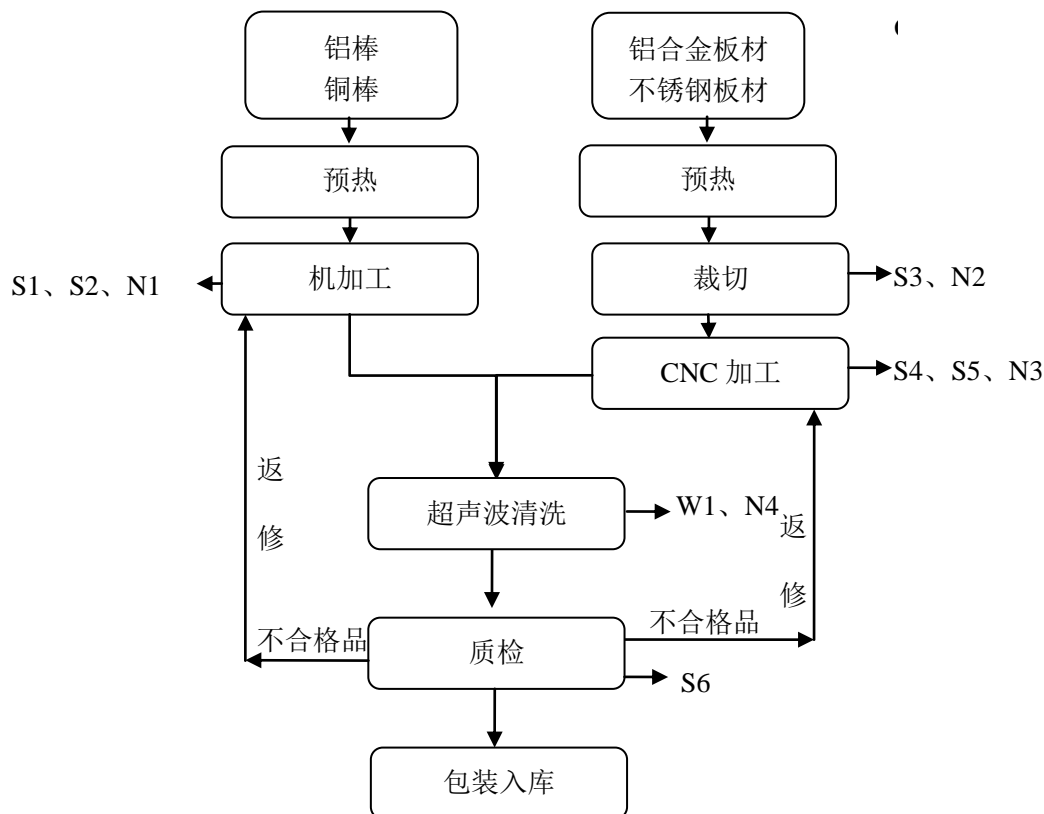 铝棒
铜棒
铝合金板材
不锈钢板材
预热
预热
机加工
S1、S2、N1
裁切
S3、N2
CNC 加工
S4、S5、N3
返
修
超声波清洗
W1、N4
返
修
不合格品
质检
不合格品
S6
包装入库